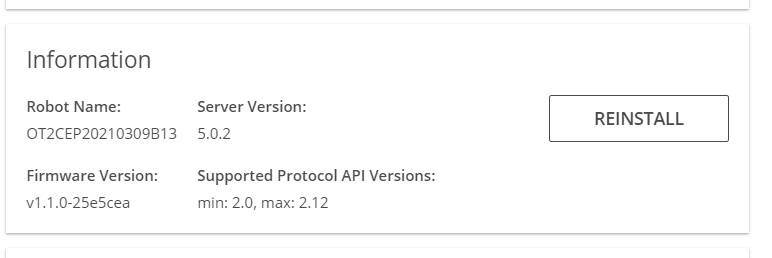 Information
Robot Name: Server Version:
OT2CEP20210309B13 5.0.2
REINSTALL
Firmware Version: Supported Protocol API Versions:
v1.1.0-25e5cea min: 2.0, max: 2.12